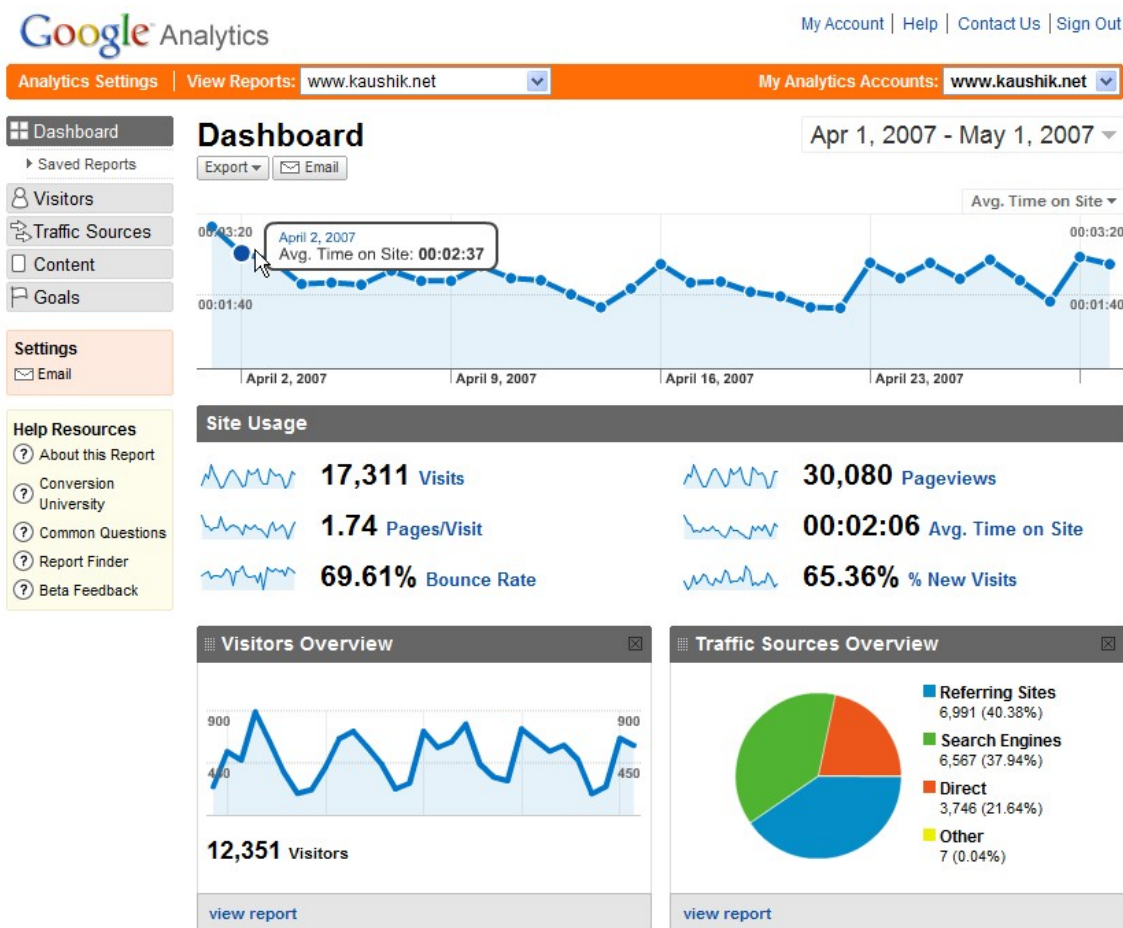 Google Analytics
My Account | Help | Contact Us | Sign Out
Analytics Settings | View Reports: www.kaushik.net
My Analytics Accounts: www.kaushik.net
Dashboard
Saved Reports
Visitors
Traffic Sources
Content
Goals
Settings
Email
Help Resources
About this Report
Conversion
University
Common Questions
Report Finder
Beta Feedback
Dashboard
Apr 1, 2007 - May 1, 2007
Export
Email
Avg. Time on Site
00:03:20
00:03:20
April 2, 2007
Avg. Time on Site: 00:02:37
00:01:40
00:01:40
April 2, 2007
April 9, 2007
April 16, 2007
April 23, 2007
Site Usage
17,311 Visits
30,080 Pageviews
1.74 Pages/Visit
00:02:06 Avg. Time on Site
69.61% Bounce Rate
65.36% % New Visits
Visitors Overview
900
900
450
450
12,351 Visitors
view report
Traffic Sources Overview
Referring Sites
6,991 (40.38%)
Search Engines
6,567 (37.94%)
Direct
3,746 (21.64%)
Other
7 (0.04%)
view report